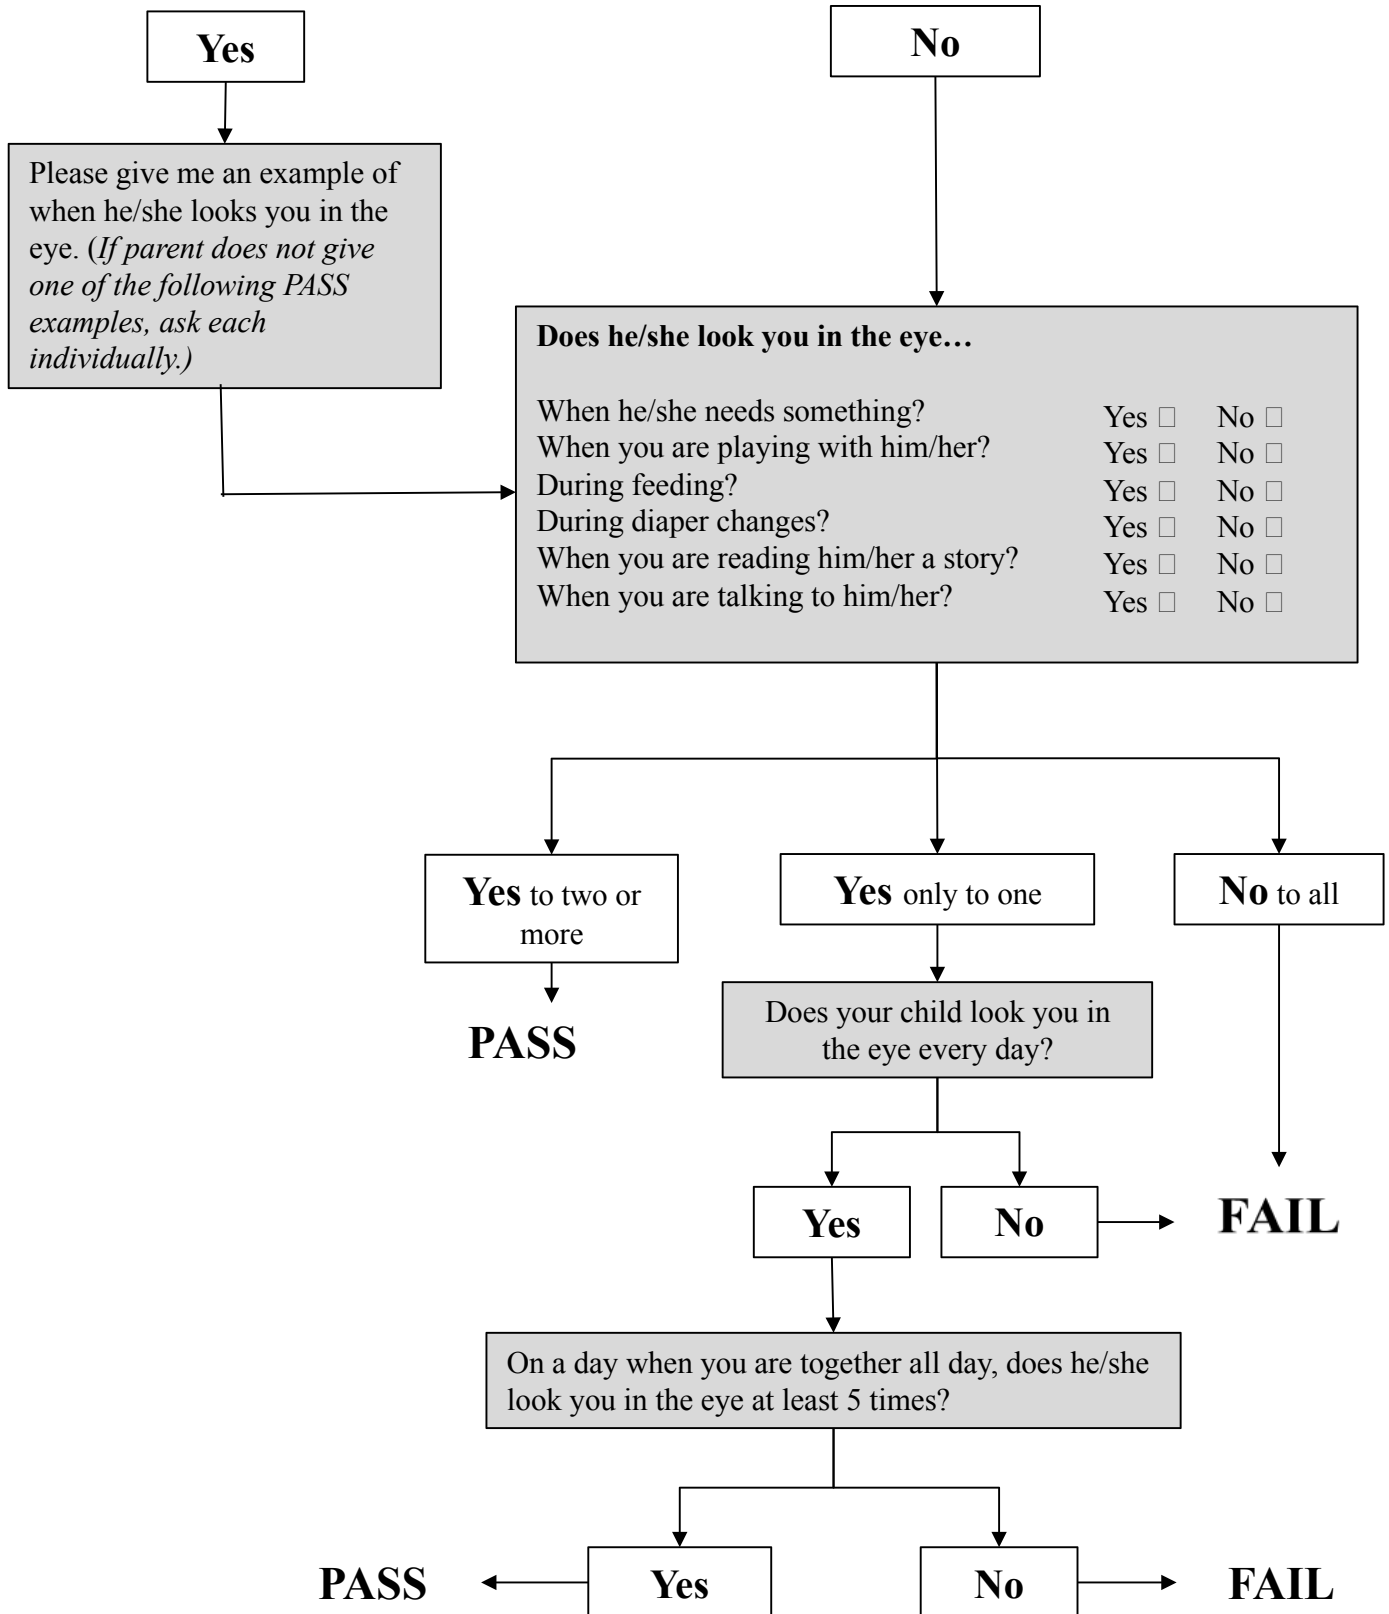 Yes
No
Please give me an example of
when he/she looks you in the
eye. (If parent does not give
one of the following PASS
examples, ask each
individually.)
Does he/she look you in the eye…
When he/she needs something? Yes □ No □
When you are playing with him/her? Yes □ No □
During feeding? Yes □ No □
During diaper changes? Yes □ No □
When you are reading him/her a story? Yes □ No □
When you are talking to him/her? Yes □ No □
Yes to two or
more
Yes only to one
No to all
PASS
Does your child look you in
the eye every day?
Yes
No
FAIL
On a day when you are together all day, does he/she
look you in the eye at least 5 times?
PASS
Yes
No
FAIL